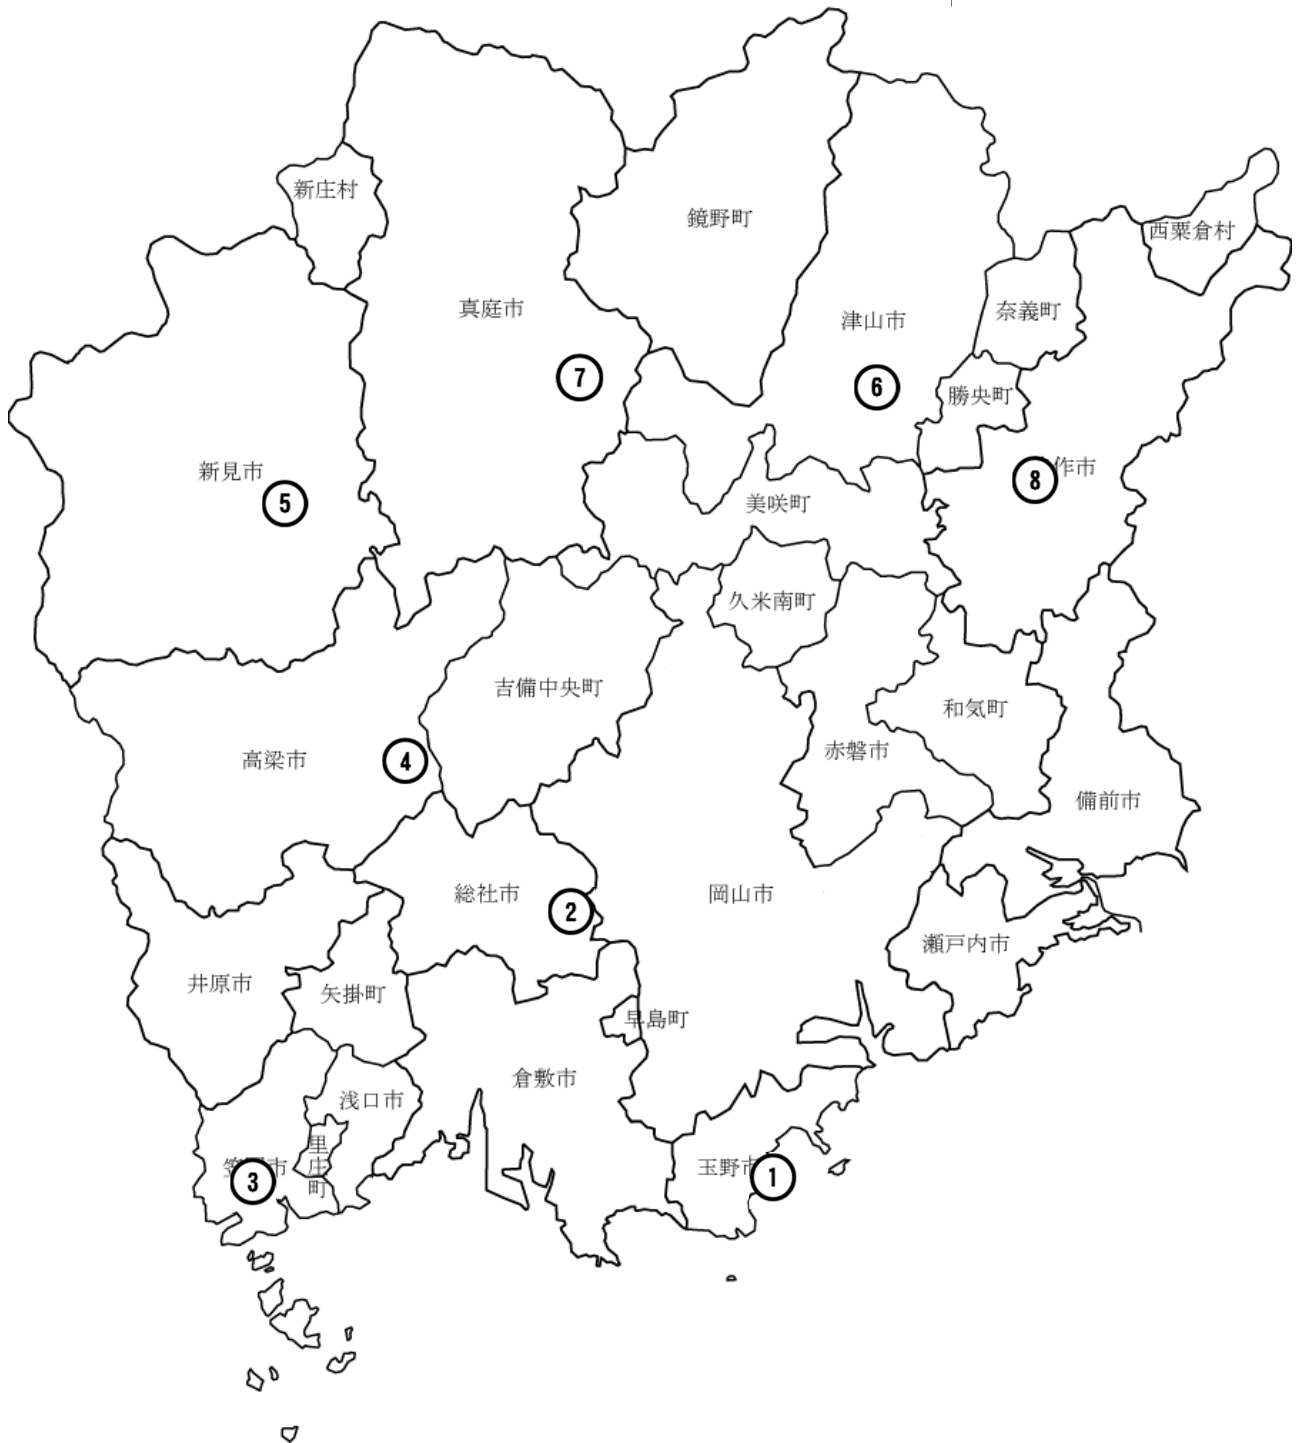 新庄村
鏡野町
西粟倉村
真庭市
津山市
奈義町
⑦
⑥
勝央町
新見市
⑤
作市
⑧
美咲町
久米南町
吉備中央町
和気町
高梁市
④
赤磐市
備前市
総社市
②
岡山市
瀬戸内市
井原市
矢掛町
早島町
倉敷市
浅口市
里庄町
市
③
玉野市
①